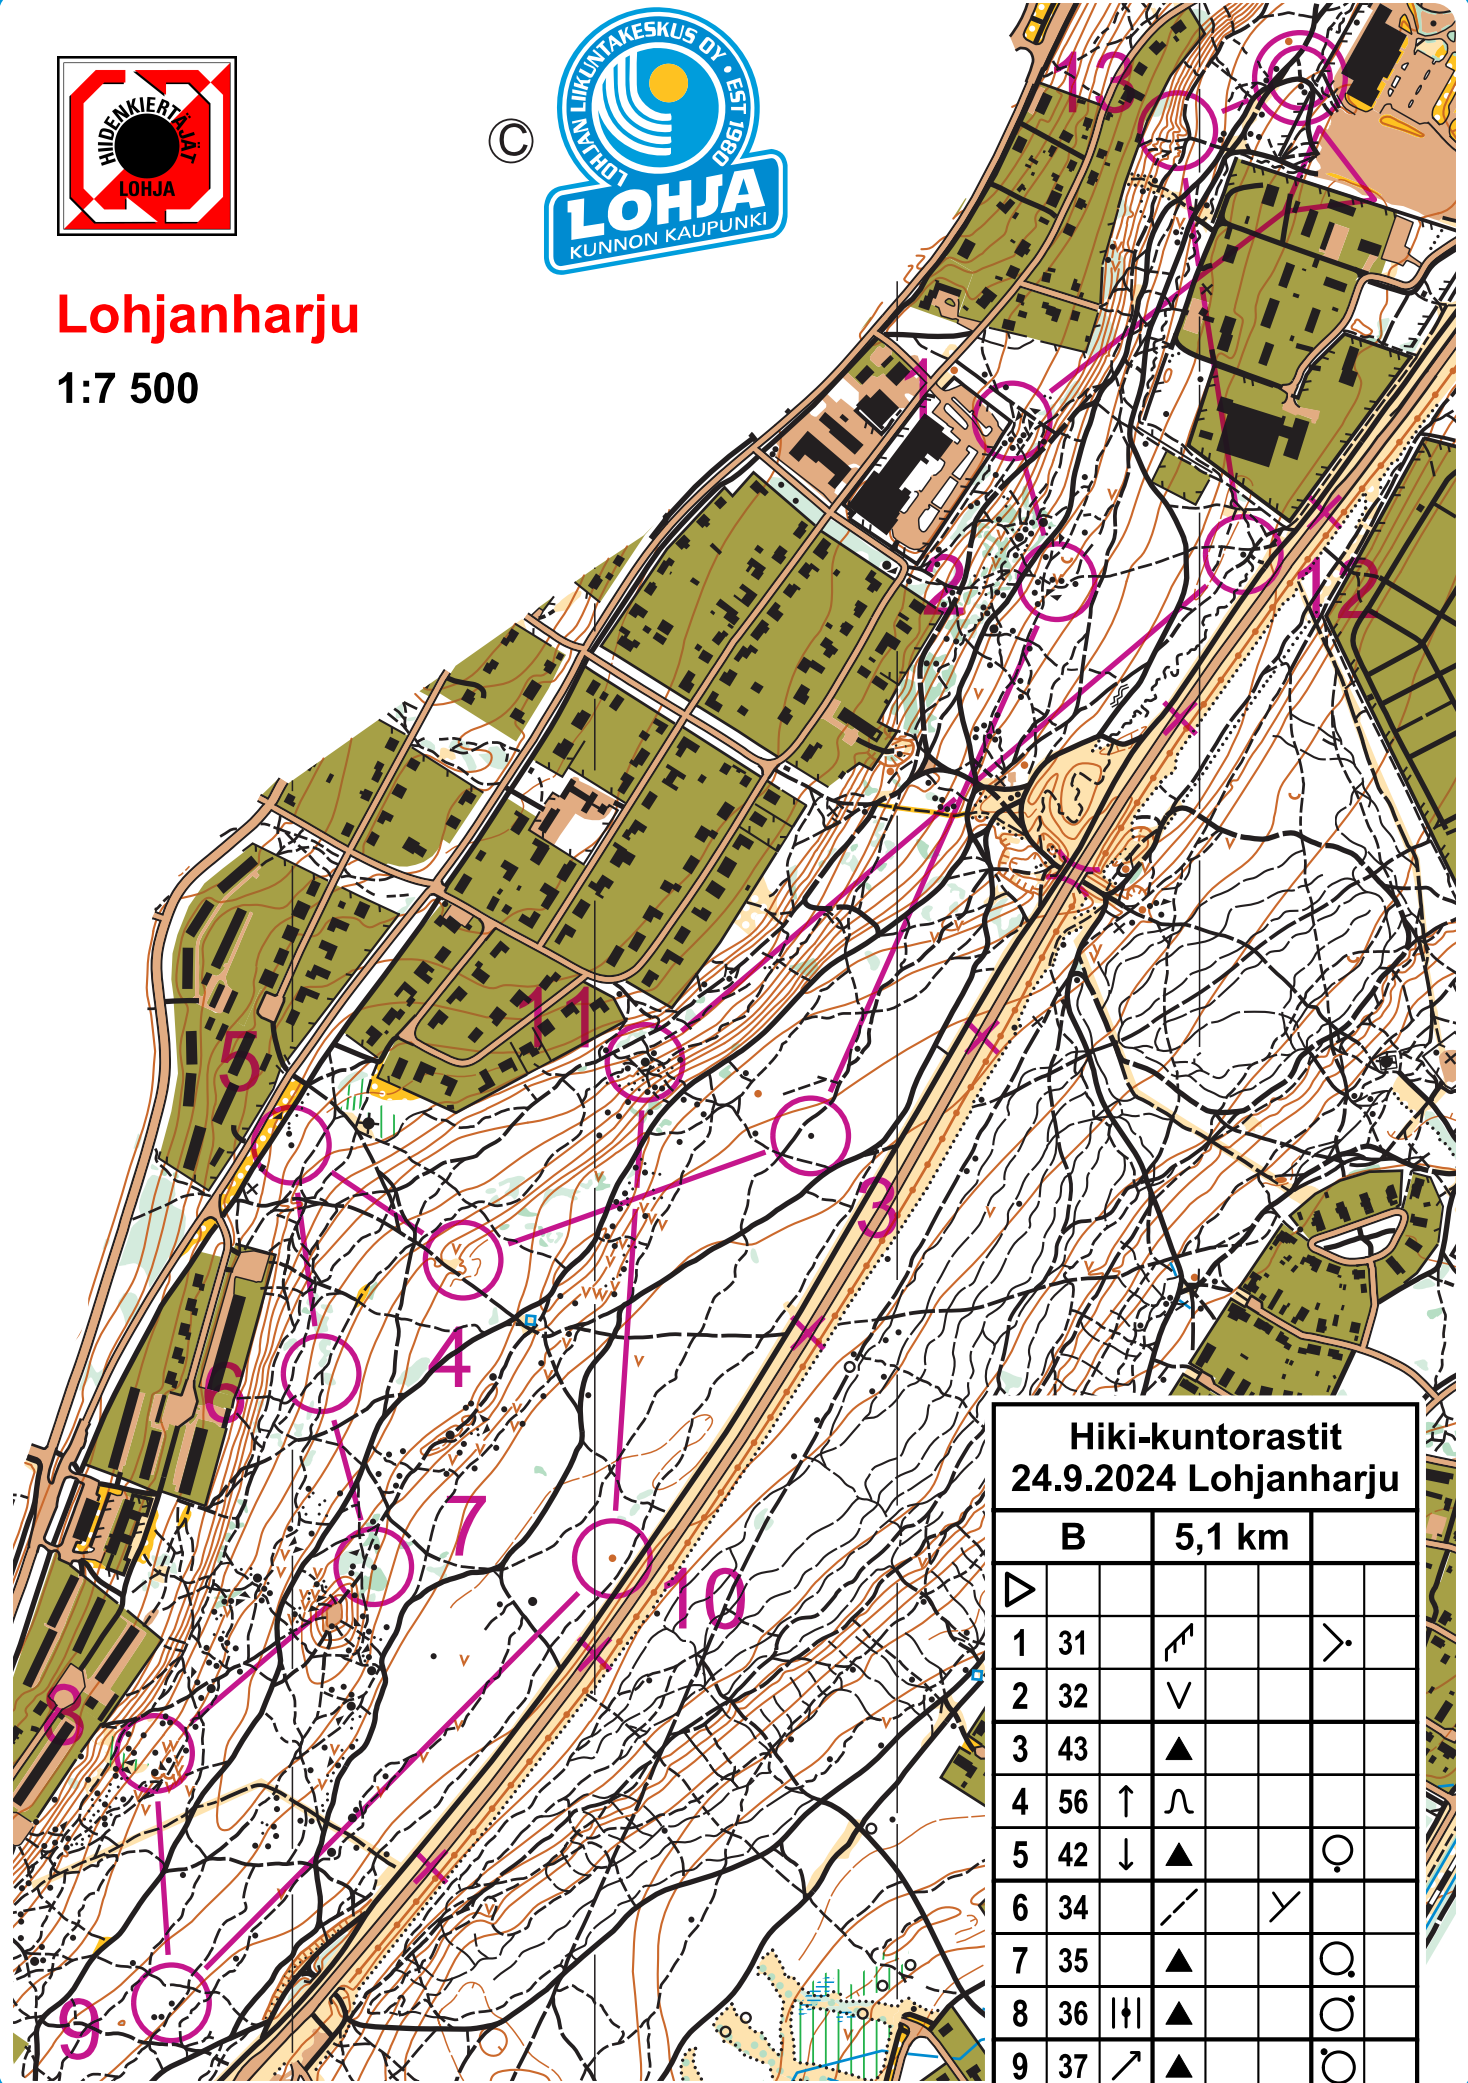 HIIDENKIERTÄJÄT
LOHJA
©
LOHJAN LIIKUNTAKESKUS OY • EST 1980
LOHJA
KUNNON KAUPUNKI
Lohjanharju
1:7 500
13
1
2
12
11
5
3
4
6
7
10
8
9
Hiki-kuntorastit
24.9.2024 Lohjanharju
B 5,1 km
1 31
2 32
3 43
4 56
5 42
6 34
7 35
8 36
9 37